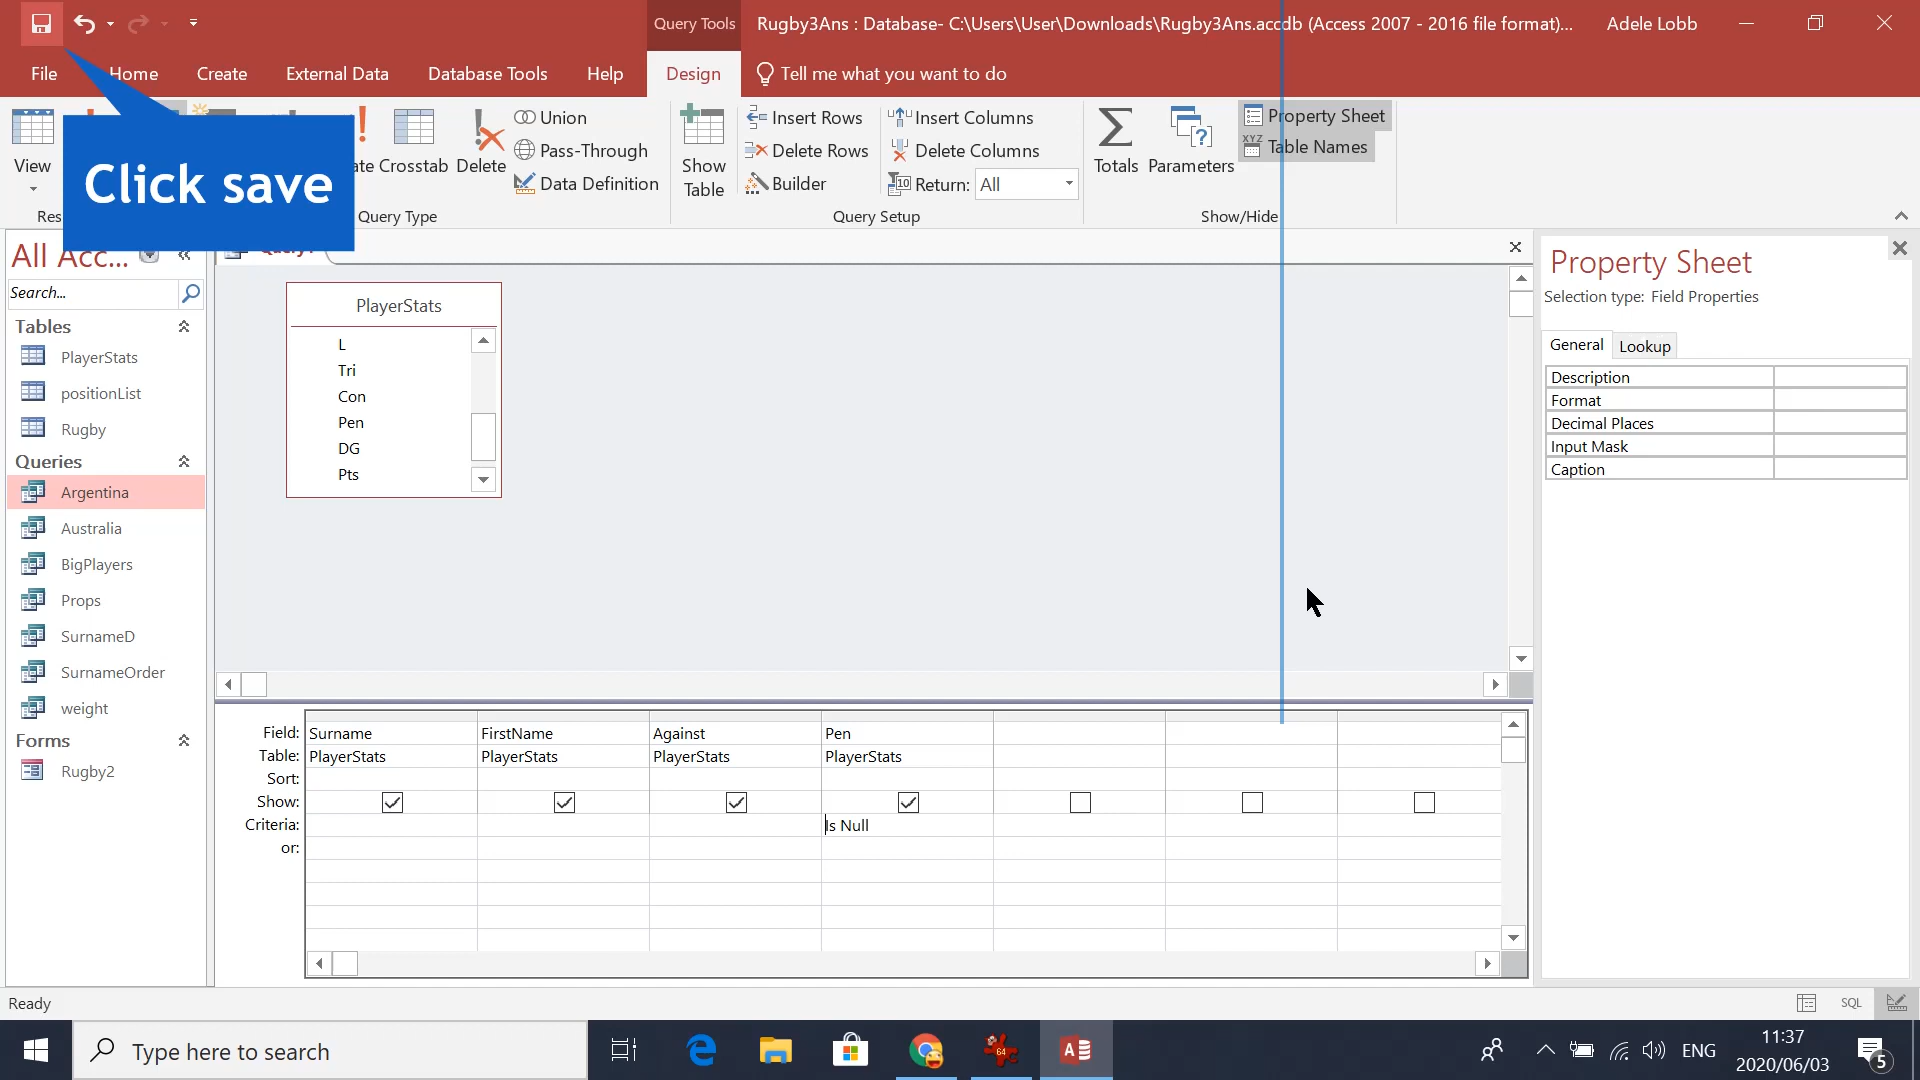 Query Tools
Rugby3Ans : Database- C:\Users\User\Downloads\Rugby3Ans.accdb (Access 2007 - 2016 file format)...
Adele Lobb
File
Home
Create
External Data
Database Tools
Help
Design
Tell me what you want to do
Click save
View
Crosstab
Delete
Union
Pass-Through
Data Definition
Show
Table
Insert Rows
Delete Rows
Builder
Insert Columns
Delete Columns
Return: All
Totals
Parameters
Property Sheet
XYZ Table Names
Query Type
Query Setup
Show/Hide
All Acc...
Search...
Tables
PlayerStats
positionList
Rugby
Queries
Argentina
Australia
BigPlayers
Props
SurnameD
SurnameOrder
weight
Forms
Rugby2
PlayerStats
L
Tri
Con
Pen
DG
Pts
Property Sheet
Selection type: Field Properties
General
Lookup
Description
Format
Decimal Places
Input Mask
Caption
Field: Surname FirstName Against Pen
Table: PlayerStats PlayerStats PlayerStats PlayerStats
Sort:
Show:
Criteria: Is Null
or:
Ready
SQL
Type here to search
64
ENG
11:37
2020/06/03
5